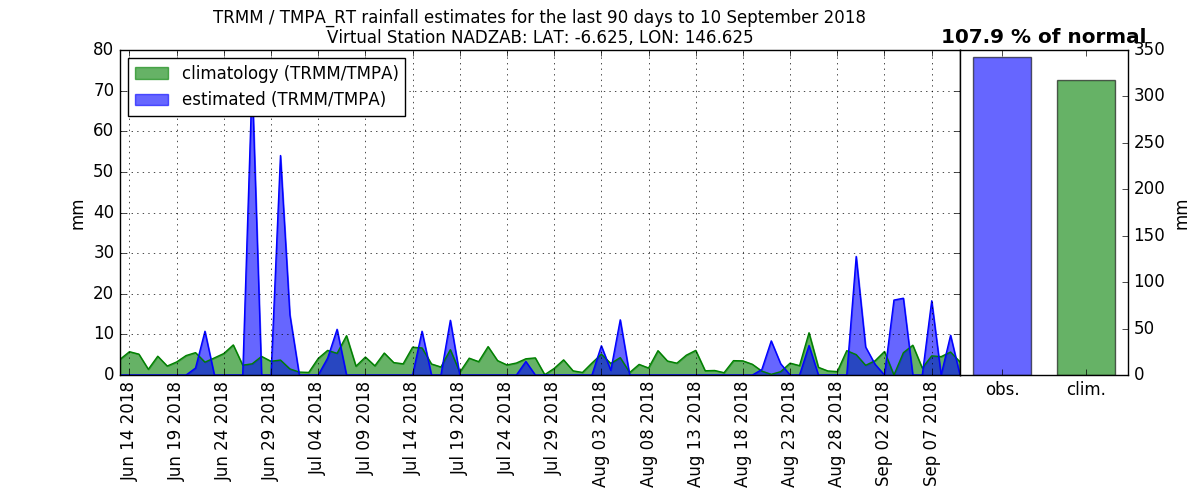 TRMM / TMPA_RT rainfall estimates for the last 90 days to 10 September 2018
Virtual Station NADZAB: LAT: -6.625, LON: 146.625
107.9 % of normal
climatology (TRMM/TMPA)
estimated (TRMM/TMPA)
80
70
60
50
40
30
20
10
0
mm
350
300
250
200
150
100
50
0
mm
obs.
clim.
Jun 14 2018
Jun 19 2018
Jun 24 2018
Jun 29 2018
Jul 04 2018
Jul 09 2018
Jul 14 2018
Jul 19 2018
Jul 24 2018
Jul 29 2018
Aug 03 2018
Aug 08 2018
Aug 13 2018
Aug 18 2018
Aug 23 2018
Aug 28 2018
Sep 02 2018
Sep 07 2018